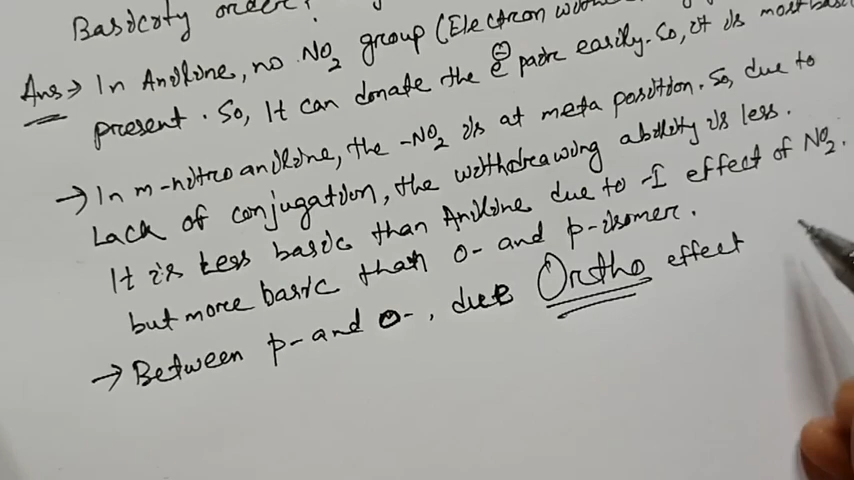 Basicity order?
Ans → In Aniline, no NO2 group (Electron
present. So, It can donate the e⊖ pair easily. So, it is most
→ In m-nitroaniline, the -NO2 is at meta position. So, due to
Lack of conjugation, the withdrawing ability is less.
It is Less basic than Aniline due to -I effect of NO2.
but more basic than o- and p-isomer.
→ Between p- and o-, due Ortho effect